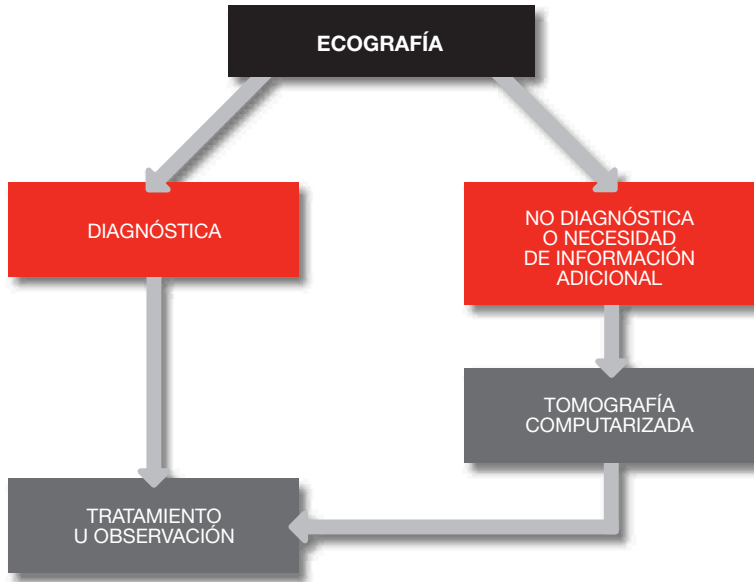 ECOGRAFÍA
DIAGNÓSTICA
NO DIAGNÓSTICA
O NECESIDAD
DE INFORMACIÓN
ADICIONAL
TOMOGRAFÍA
COMPUTARIZADA
TRATAMIENTO
U OBSERVACIÓN